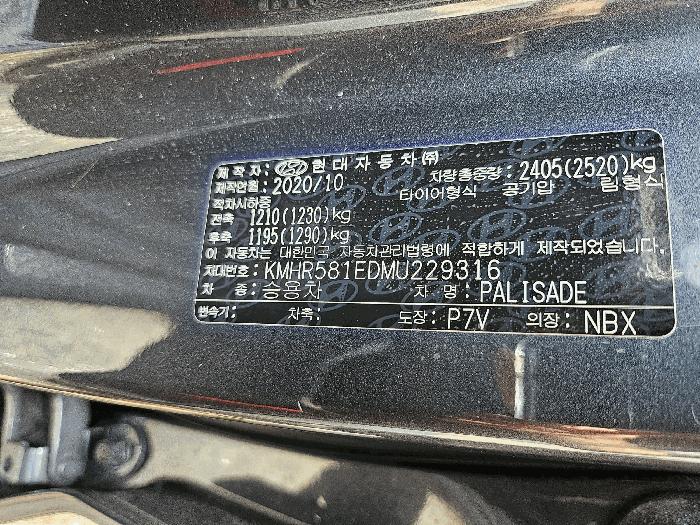 제작자: 현대자동차(주)
제작연월: 2020/10 차량총중량: 2405(2520)kg
적차시하중 타이어형식 공기압 림형식
전축 1210(1230)kg
후축 1195(1290)kg
이 자동차는 대한민국 자동차관리법령에 적합하게 제작되었습니다.
차대번호: KMHR581EDMU229316
차 종: 승용차 차 명: PALISADE
변속기: 차축: 도장: P7V 의장: NBX